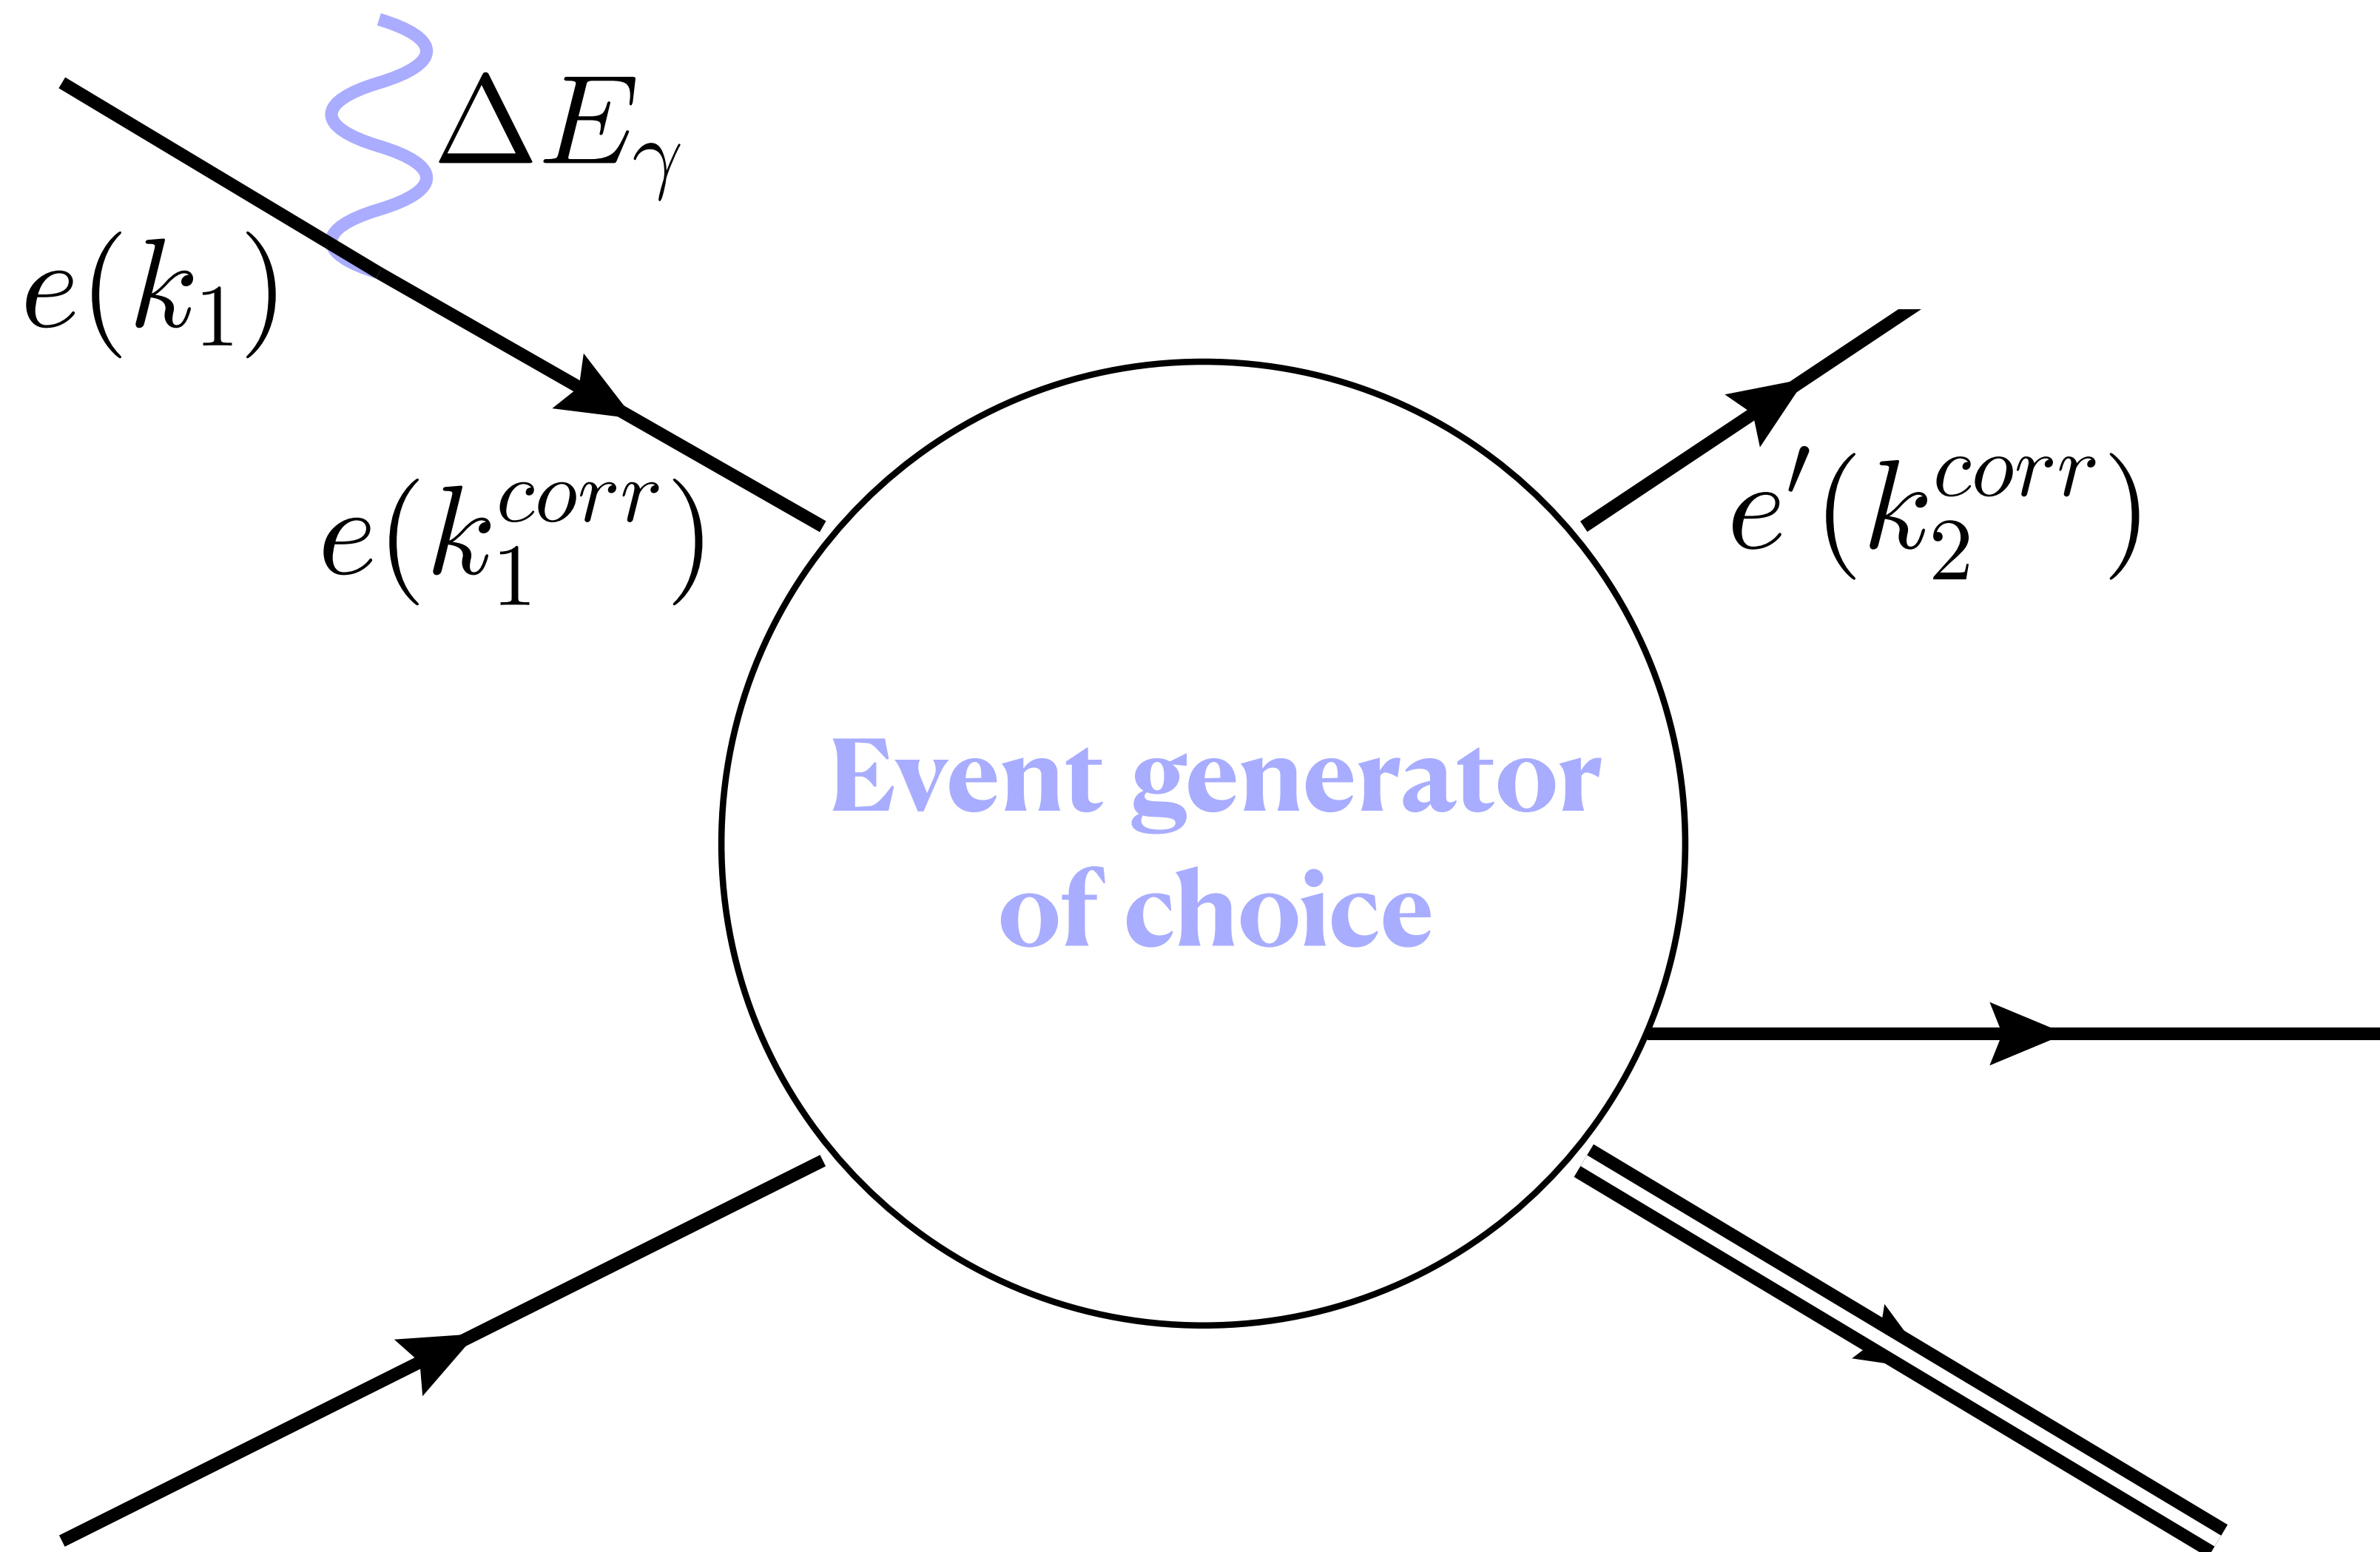 ΔE_γ
e(k_1)
e(k_1^{corr})
e′(k_2^{corr})
Event generator
of choice